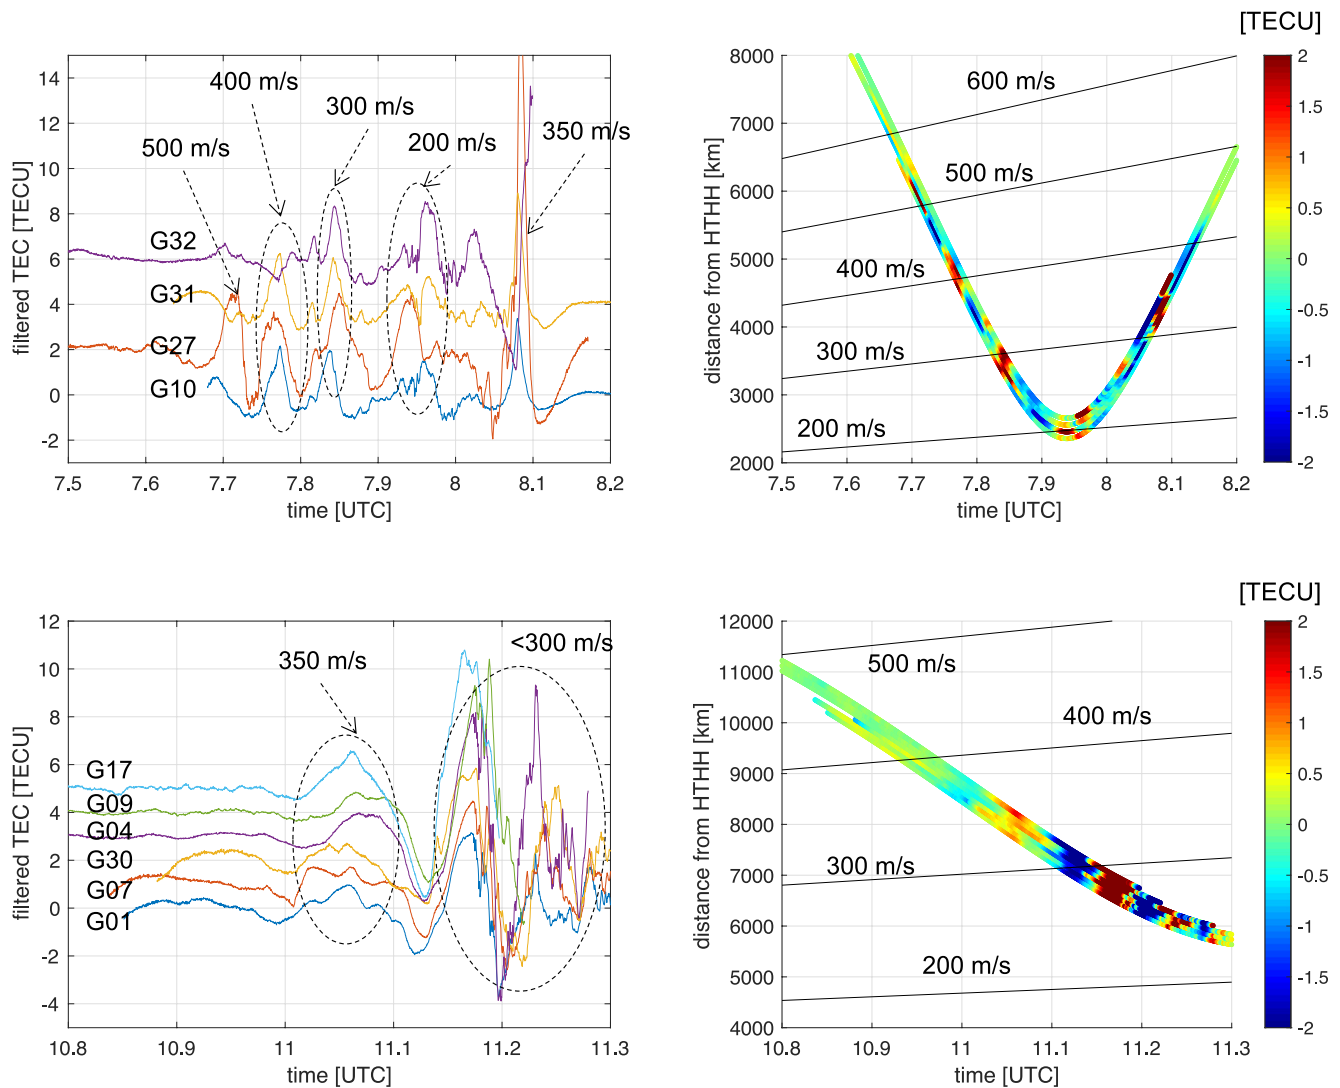 [TECU]
14
12
10
8
6
4
2
0
-2
filtered TEC [TECU]
400 m/s
300 m/s
500 m/s
200 m/s
350 m/s
G32
G31
G27
G10
7.5 7.6 7.7 7.8 7.9 8 8.1 8.2
time [UTC]
8000
7000
6000
5000
4000
3000
2000
distance from HTHH [km]
600 m/s
500 m/s
400 m/s
300 m/s
200 m/s
7.5 7.6 7.7 7.8 7.9 8 8.1 8.2
time [UTC]
2
1.5
1
0.5
0
-0.5
-1
-1.5
-2
[TECU]
12
10
8
6
4
2
0
-2
-4
filtered TEC [TECU]
<300 m/s
350 m/s
G17
G09
G04
G30
G07
G01
10.8 10.9 11 11.1 11.2 11.3
time [UTC]
12000
11000
10000
9000
8000
7000
6000
5000
4000
distance from HTHH [km]
500 m/s
400 m/s
300 m/s
200 m/s
10.8 10.9 11 11.1 11.2 11.3
time [UTC]
2
1.5
1
0.5
0
-0.5
-1
-1.5
-2